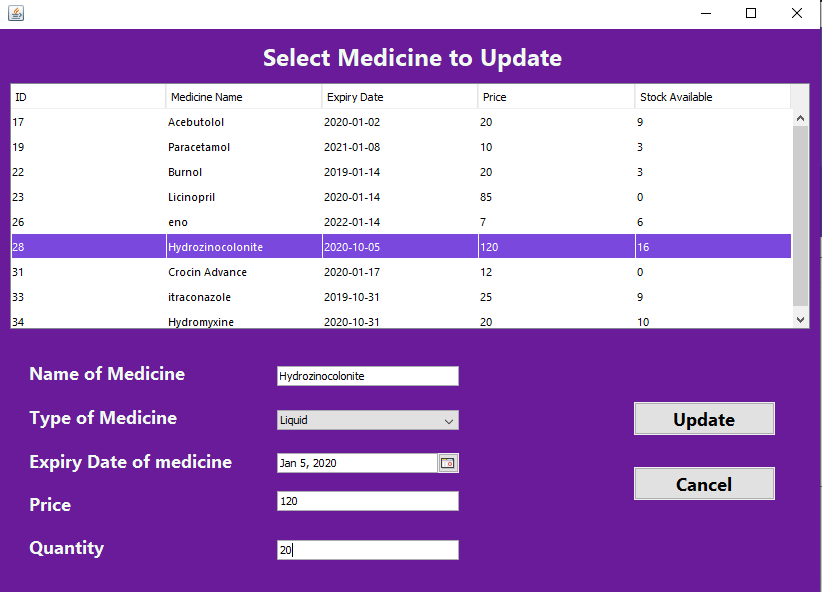 Select Medicine to Update
ID Medicine Name Expiry Date Price Stock Available
17 Acebutolol 2020-01-02 20 9
19 Paracetamol 2021-01-08 10 3
22 Burnol 2019-01-14 20 3
23 Licinopril 2020-01-14 85 0
26 eno 2022-01-14 7 6
28 Hydrozinocolonite 2020-10-05 120 16
31 Crocin Advance 2020-01-17 12 0
33 itraconazole 2019-10-31 25 9
34 Hydromyxine 2020-10-31 20 10
Name of Medicine Hydrozinocolonite
Type of Medicine Liquid
Update
Expiry Date of medicine Jan 5, 2020
Cancel
Price 120
Quantity 20